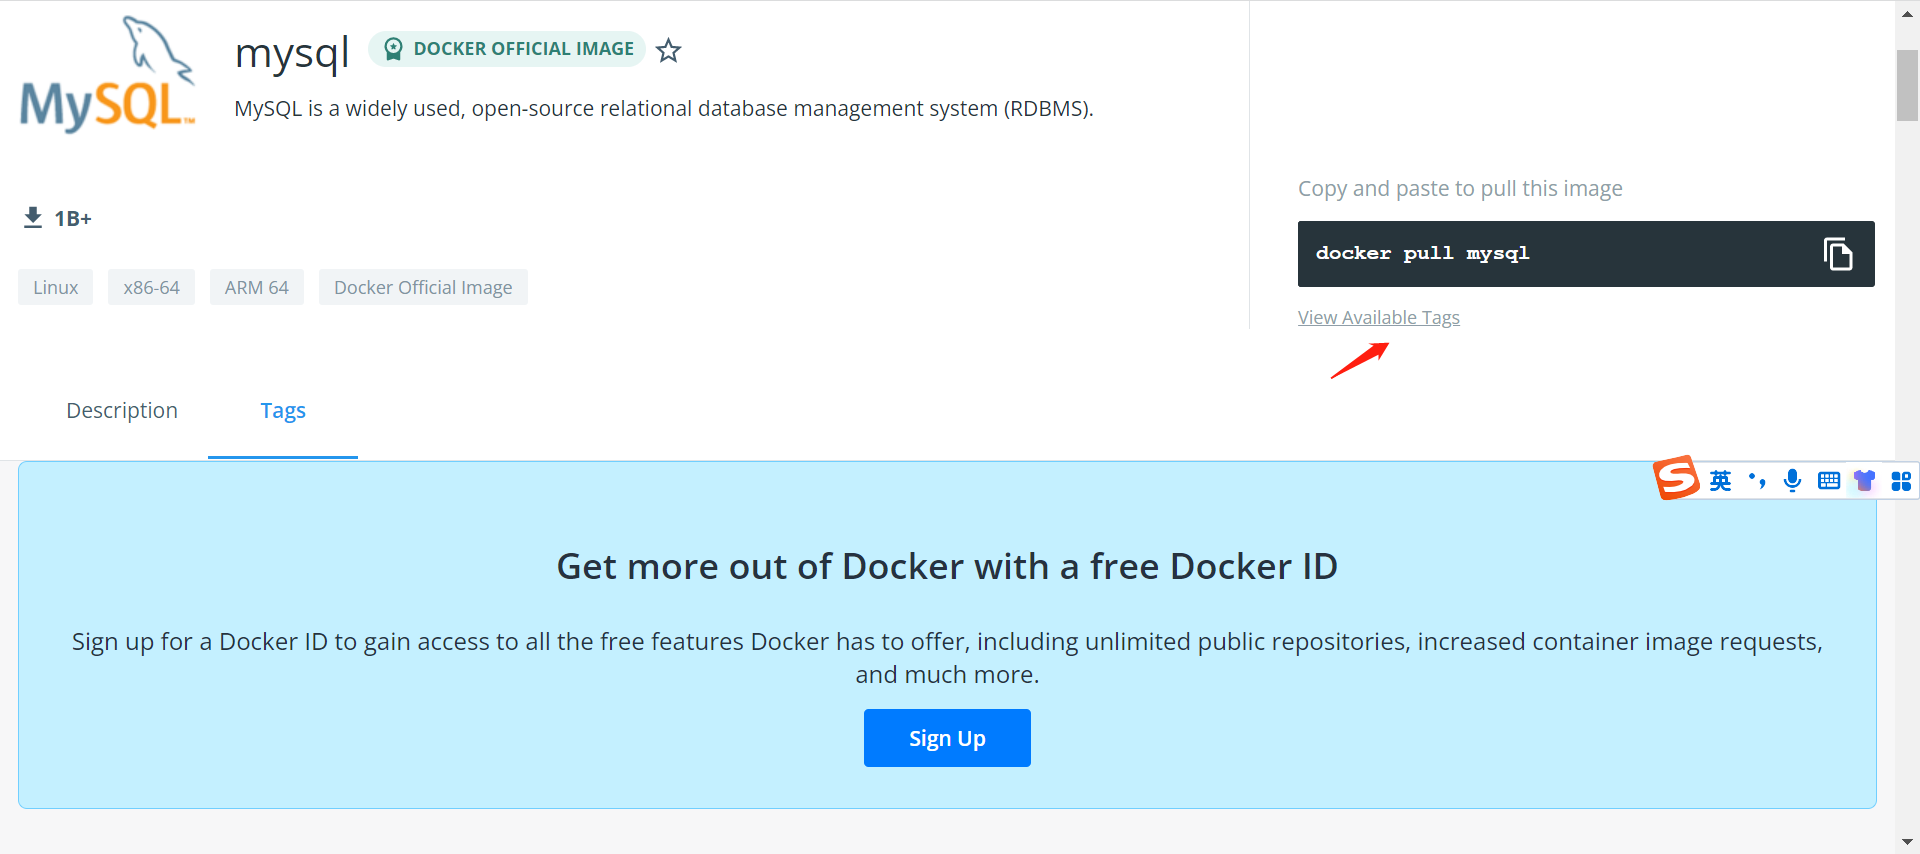 MySQL™
mysql
DOCKER OFFICIAL IMAGE
MySQL is a widely used, open-source relational database management system (RDBMS).
1B+
Linux
x86-64
ARM 64
Docker Official Image
Copy and paste to pull this image
docker pull mysql
View Available Tags
Description
Tags
S
英
Get more out of Docker with a free Docker ID
Sign up for a Docker ID to gain access to all the free features Docker has to offer, including unlimited public repositories, increased container image requests,
and much more.
Sign Up